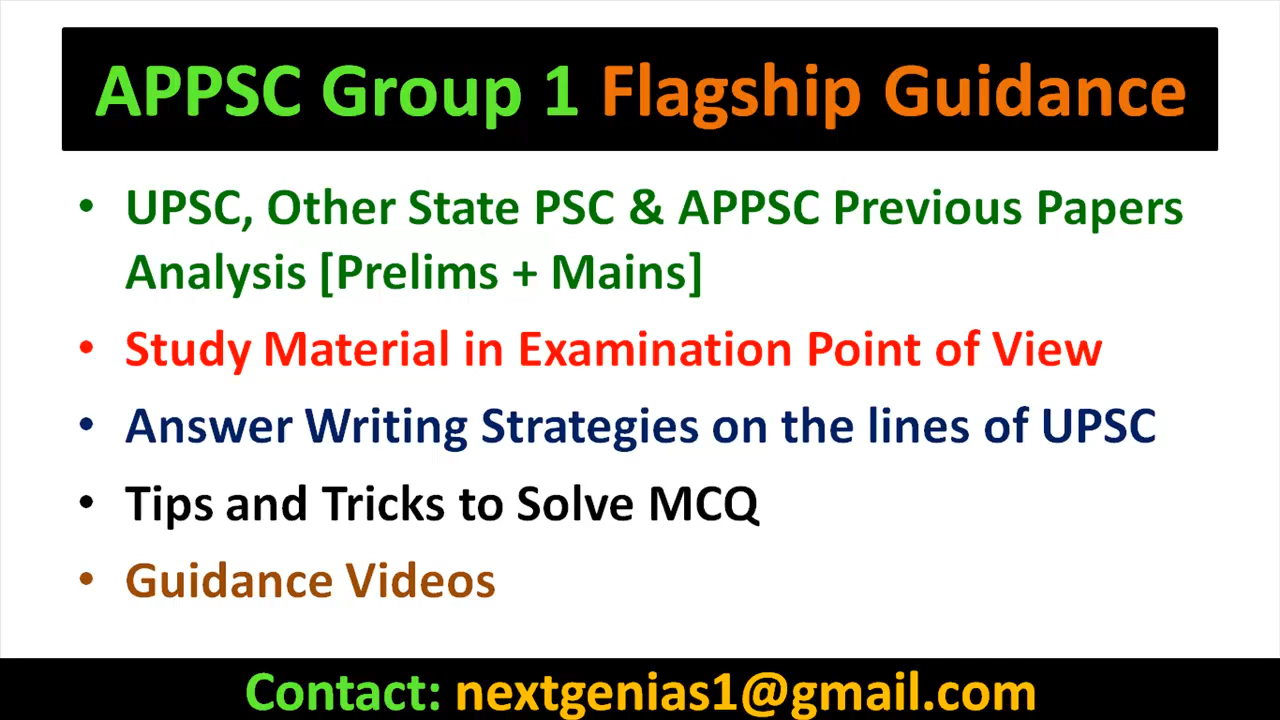 APPSC Group 1 Flagship Guidance
• UPSC, Other State PSC & APPSC Previous Papers
Analysis [Prelims + Mains]
• Study Material in Examination Point of View
• Answer Writing Strategies on the lines of UPSC
• Tips and Tricks to Solve MCQ
• Guidance Videos
Contact: nextgenias1@gmail.com